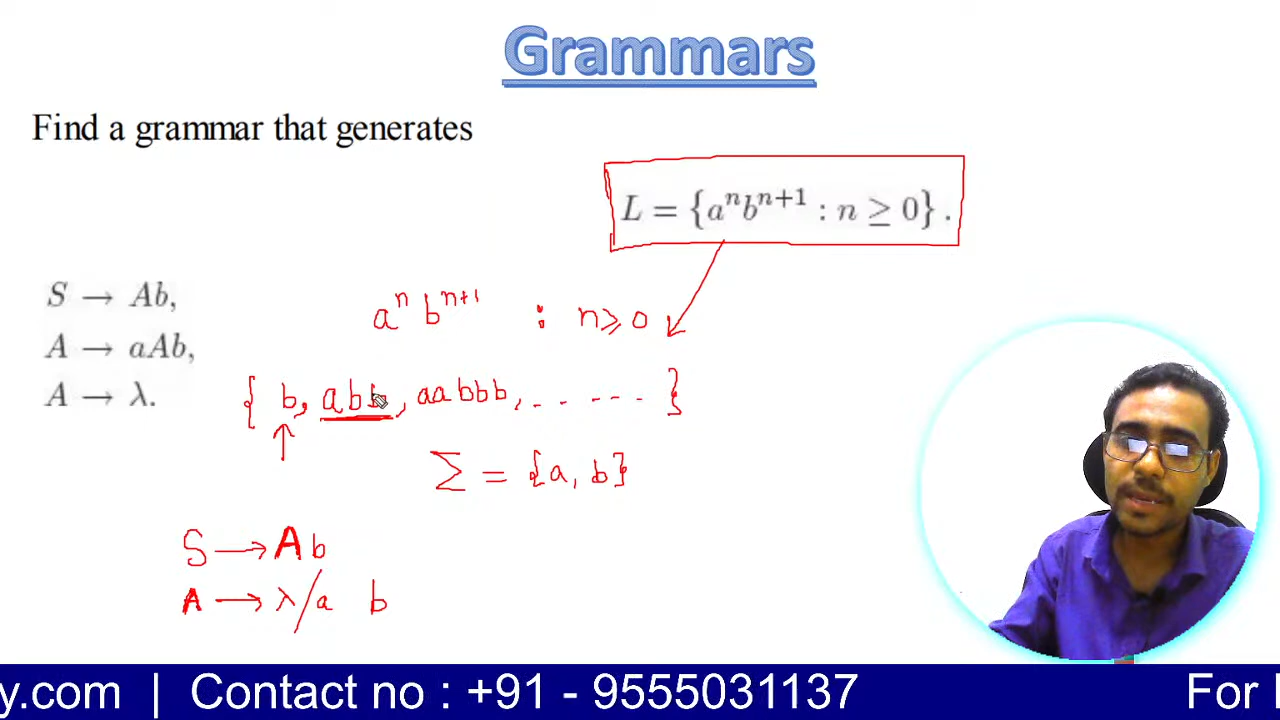 Grammars
Find a grammar that generates
L = {aⁿbⁿ⁺¹ : n ≥ 0} .
S → Ab,
A → aAb,
A → λ.
aⁿ bⁿ⁺¹ : n ⩾ 0
{ b, abb, aabbb, ....... }
Σ = {a, b}
S → Ab
A → λ/a b
y.com | Contact no : +91 - 9555031137 For